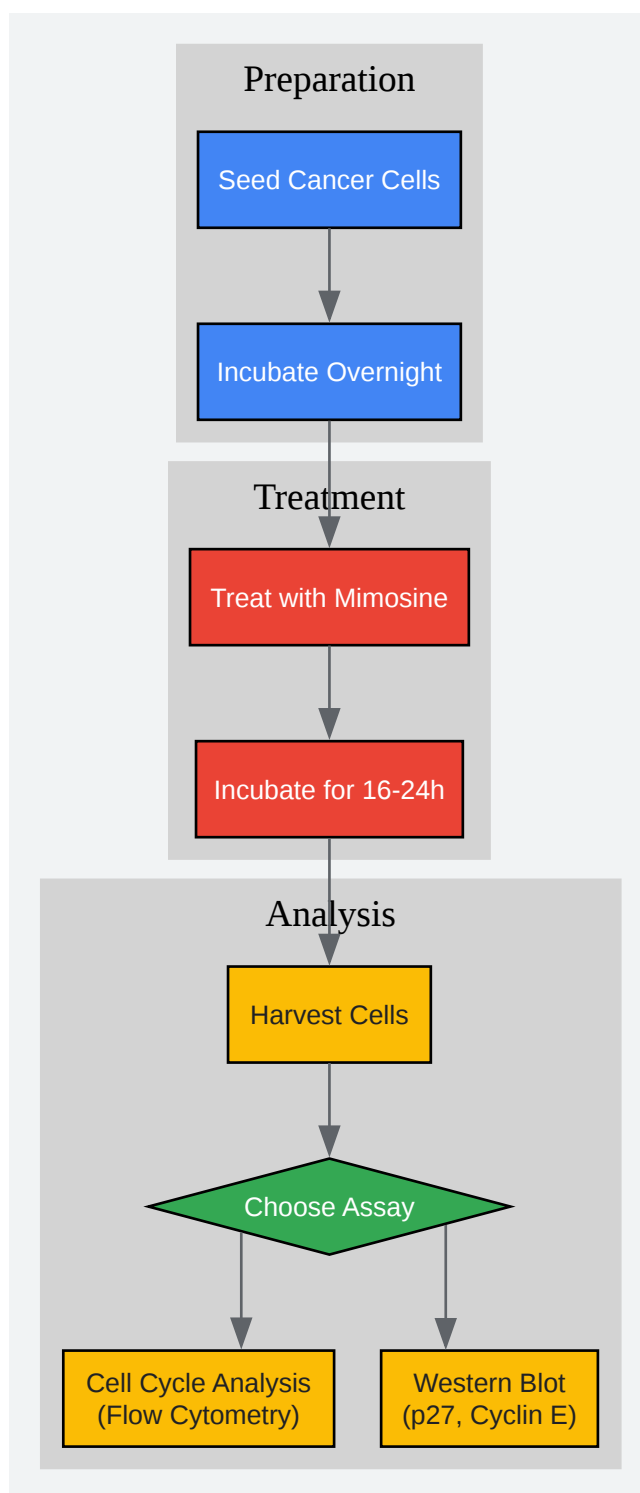 Preparation
Seed Cancer Cells
Incubate Overnight
Treatment
Treat with Mimosine
Incubate for 16-24h
Analysis
Harvest Cells
Choose Assay
Cell Cycle Analysis
(Flow Cytometry)
Western Blot
(p27, Cyclin E)